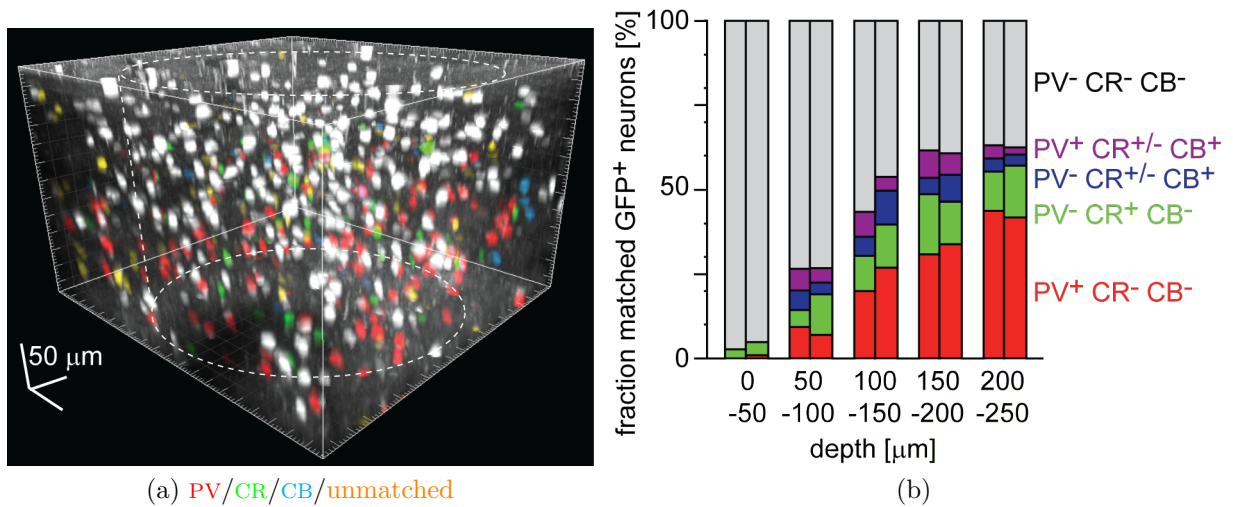 50 μm
(a) PV/CR/CB/unmatched
fraction matched GFP⁺ neurons [%]
100
50
0
PV⁻ CR⁻ CB⁻
PV⁺ CR⁺/⁻ CB⁺
PV⁻ CR⁺/⁻ CB⁺
PV⁻ CR⁺ CB⁻
PV⁺ CR⁻ CB⁻
0 50 100 150 200
-50 -100 -150 -200 -250
depth [μm]
(b)